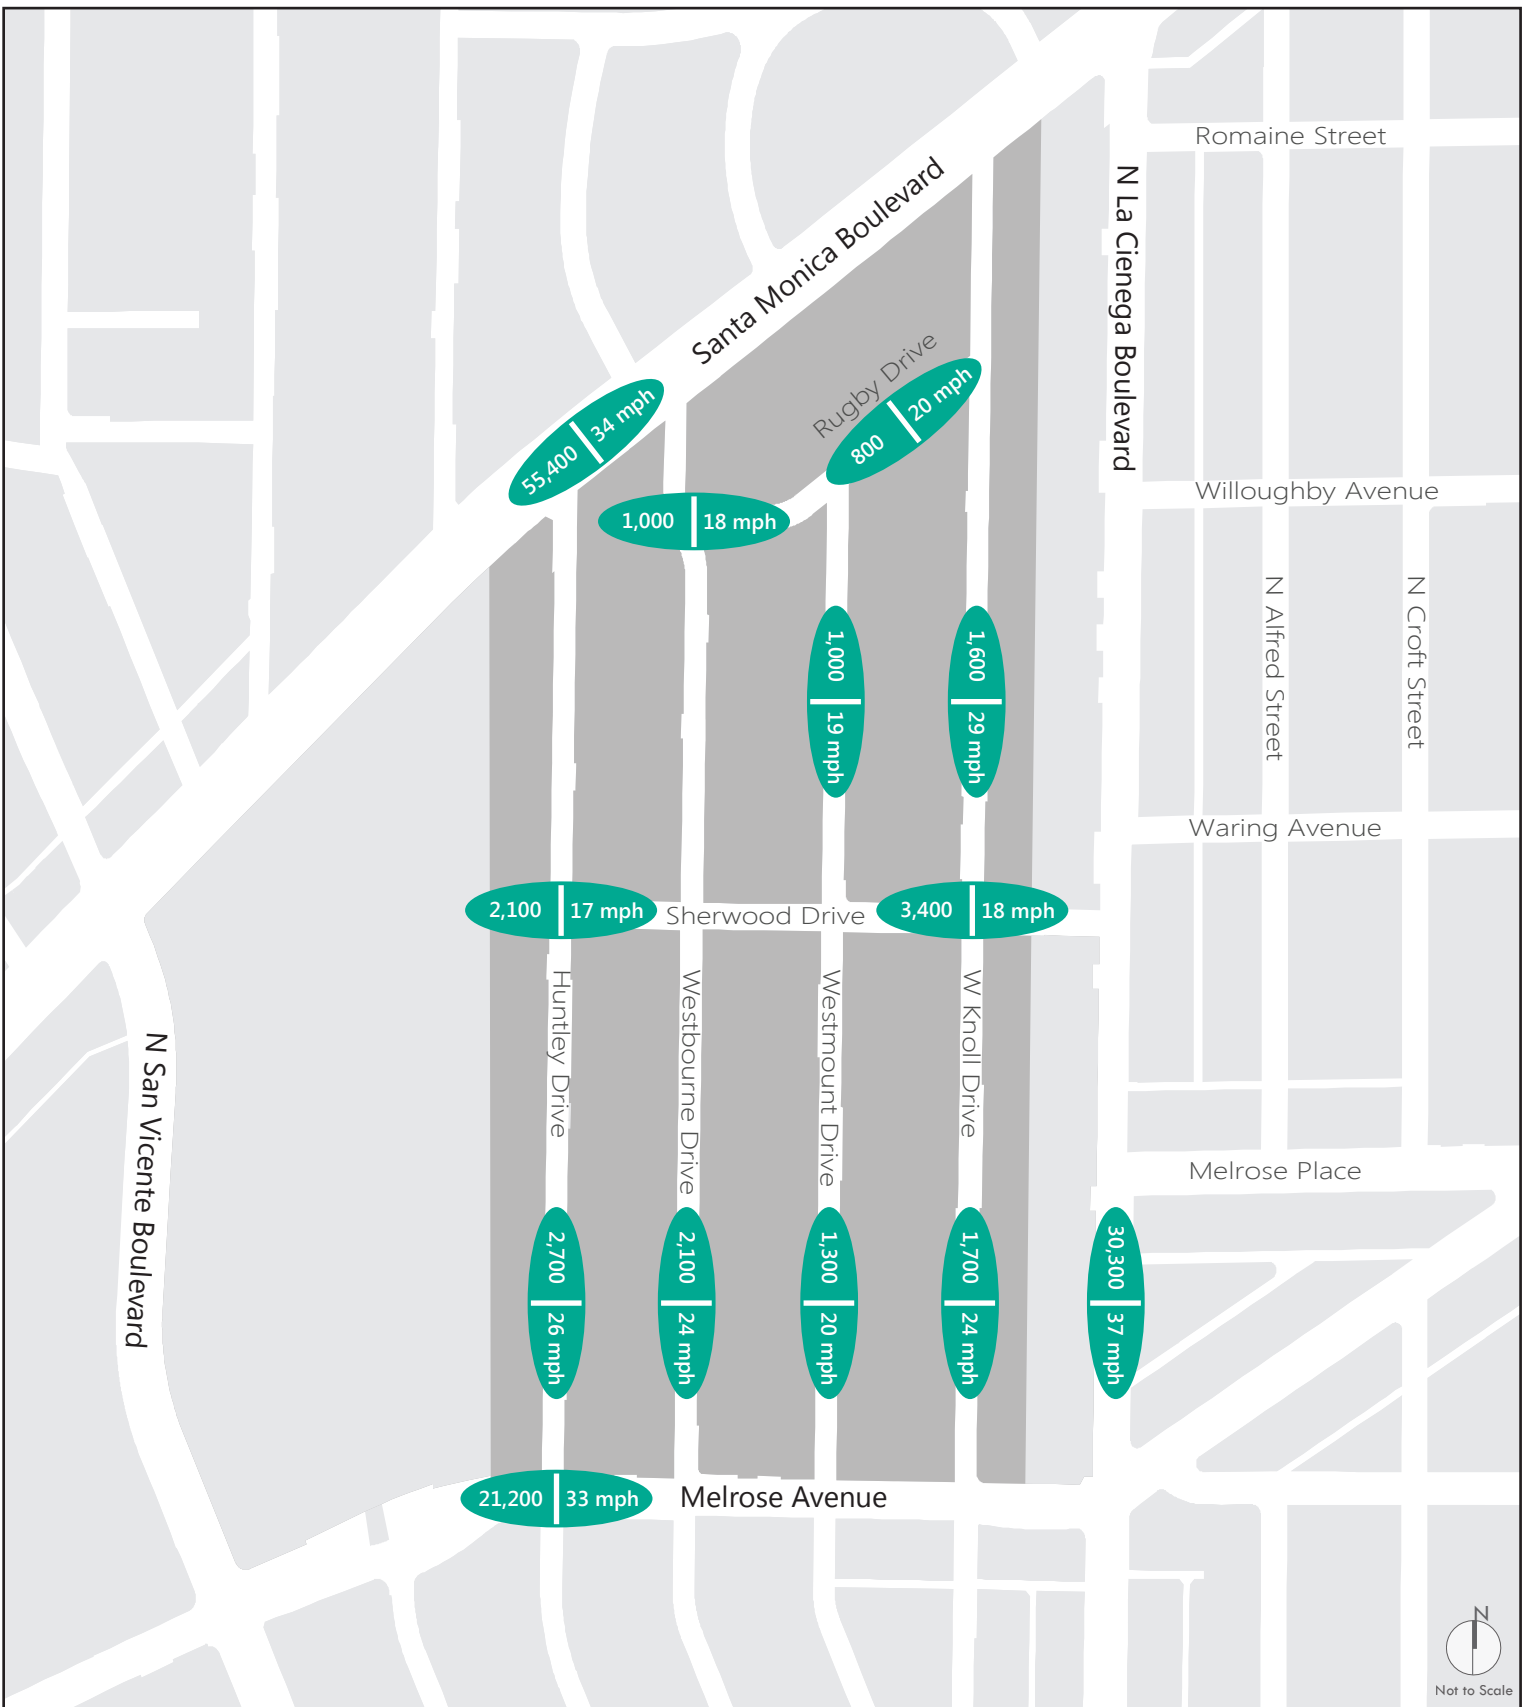 Romaine Street
Santa Monica Boulevard
N La Cienega Boulevard
Rugby Drive
55,400 34 mph
800 20 mph
1,000 18 mph
Willoughby Avenue
N Alfred Street
N Croft Street
1,000 19 mph
1,600 29 mph
Waring Avenue
2,100 17 mph
Sherwood Drive
3,400 18 mph
Huntley Drive
Westbourne Drive
Westmount Drive
W Knoll Drive
N San Vicente Boulevard
Melrose Place
2,700 26 mph
2,100 24 mph
1,300 20 mph
1,700 24 mph
30,300 37 mph
21,200 33 mph
Melrose Avenue
N
Not to Scale